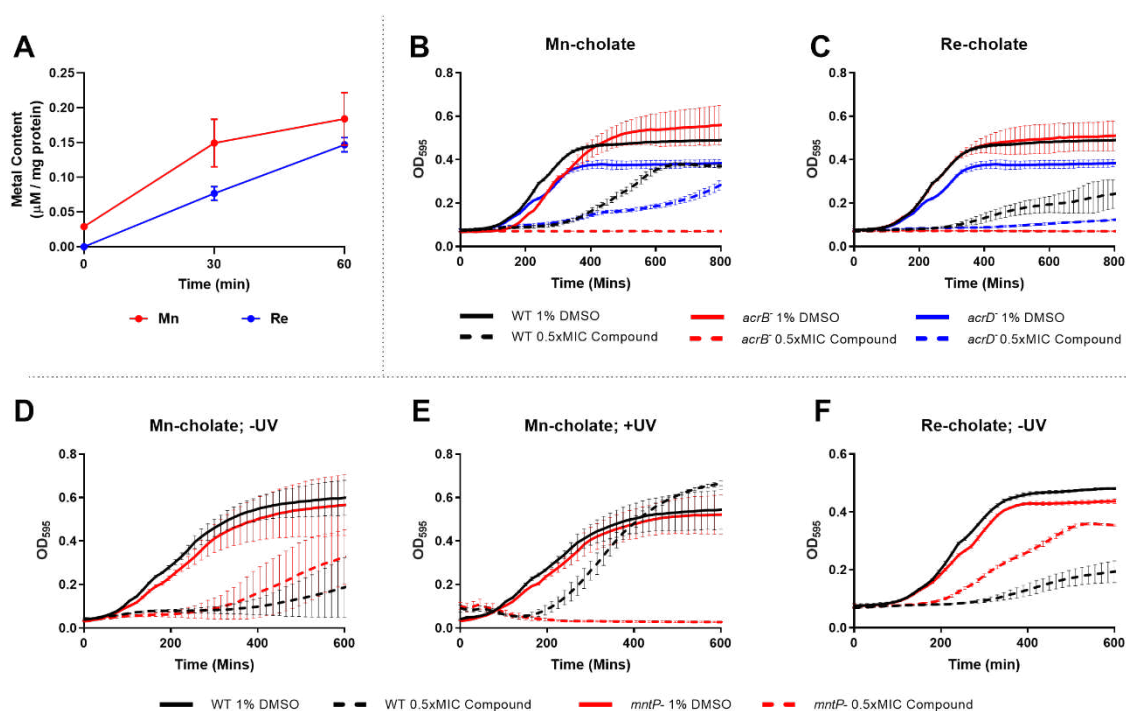 A
Metal Content
(µM / mg protein)
0.25
0.20
0.15
0.10
0.05
0.00
0
30
60
Time (min)
Mn
Re
B
Mn-cholate
OD595
0.8
0.6
0.4
0.2
0.0
0
200
400
600
800
Time (Mins)
C
Re-cholate
OD595
0.8
0.6
0.4
0.2
0.0
0
200
400
600
800
Time (Mins)
WT 1% DMSO
acrB- 1% DMSO
acrD- 1% DMSO
WT 0.5xMIC Compound
acrB- 0.5xMIC Compound
acrD- 0.5xMIC Compound
D
Mn-cholate; -UV
OD595
0.8
0.6
0.4
0.2
0.0
0
200
400
600
Time (Mins)
E
Mn-cholate; +UV
OD595
0.8
0.6
0.4
0.2
0.0
0
200
400
600
Time (Mins)
F
Re-cholate; -UV
OD595
0.6
0.4
0.2
0.0
0
200
400
600
Time (min)
WT 1% DMSO
WT 0.5xMIC Compound
mntP- 1% DMSO
mntP- 0.5xMIC Compound